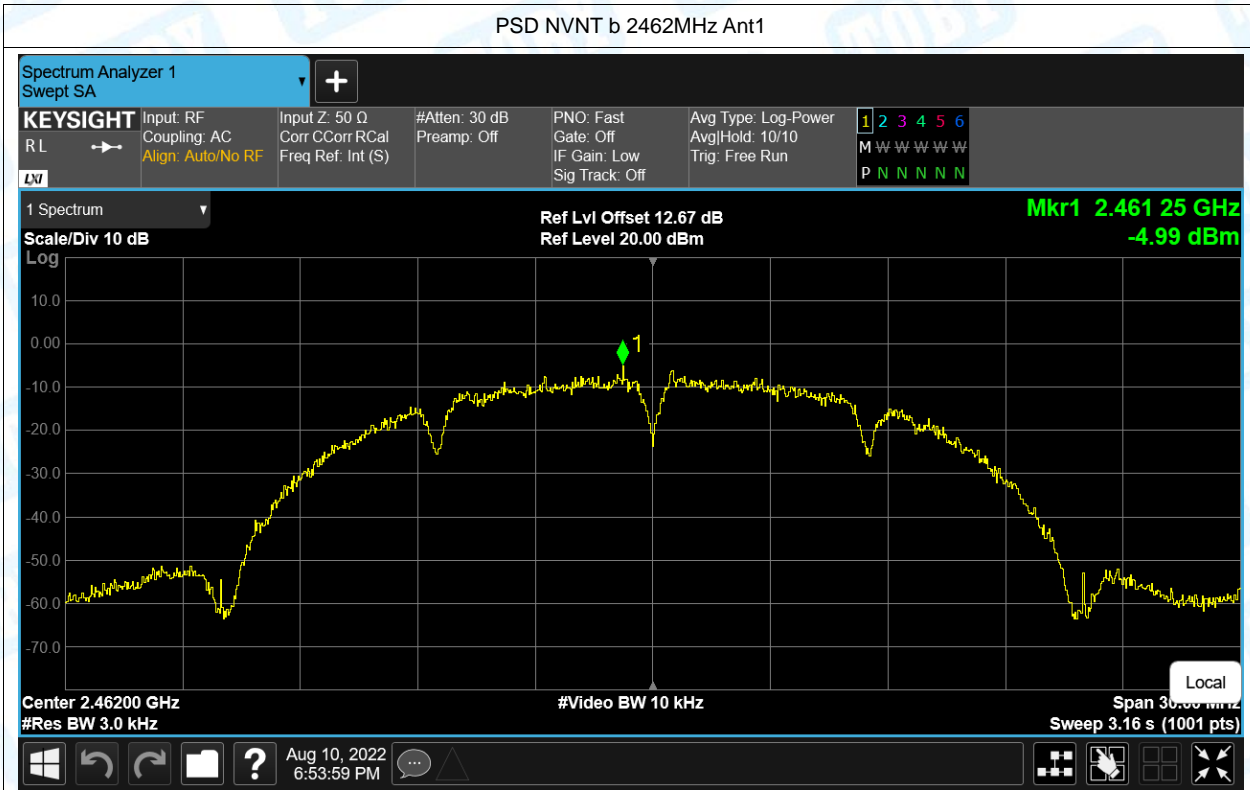 PSD NVNT b 2462MHz Ant1
Spectrum Analyzer 1
Swept SA
KEYSIGHT
R L
LXI
Input: RF
Coupling: AC
Align: Auto/No RF
Input Z: 50 Ω
Corr CCorr RCal
Freq Ref: Int (S)
#Atten: 30 dB
Preamp: Off
PNO: Fast
Gate: Off
IF Gain: Low
Sig Track: Off
Avg Type: Log-Power
Avg|Hold: 10/10
Trig: Free Run
1 2 3 4 5 6
M W W W W W
P N N N N N
1 Spectrum
Scale/Div 10 dB
Ref Lvl Offset 12.67 dB
Ref Level 20.00 dBm
Mkr1 2.461 25 GHz
-4.99 dBm
Log
10.0
0.00
-10.0
-20.0
-30.0
-40.0
-50.0
-60.0
-70.0
1
Center 2.46200 GHz
#Res BW 3.0 kHz
#Video BW 10 kHz
Local
Span 30.00 MHz
Sweep 3.16 s (1001 pts)
?
Aug 10, 2022
6:53:59 PM